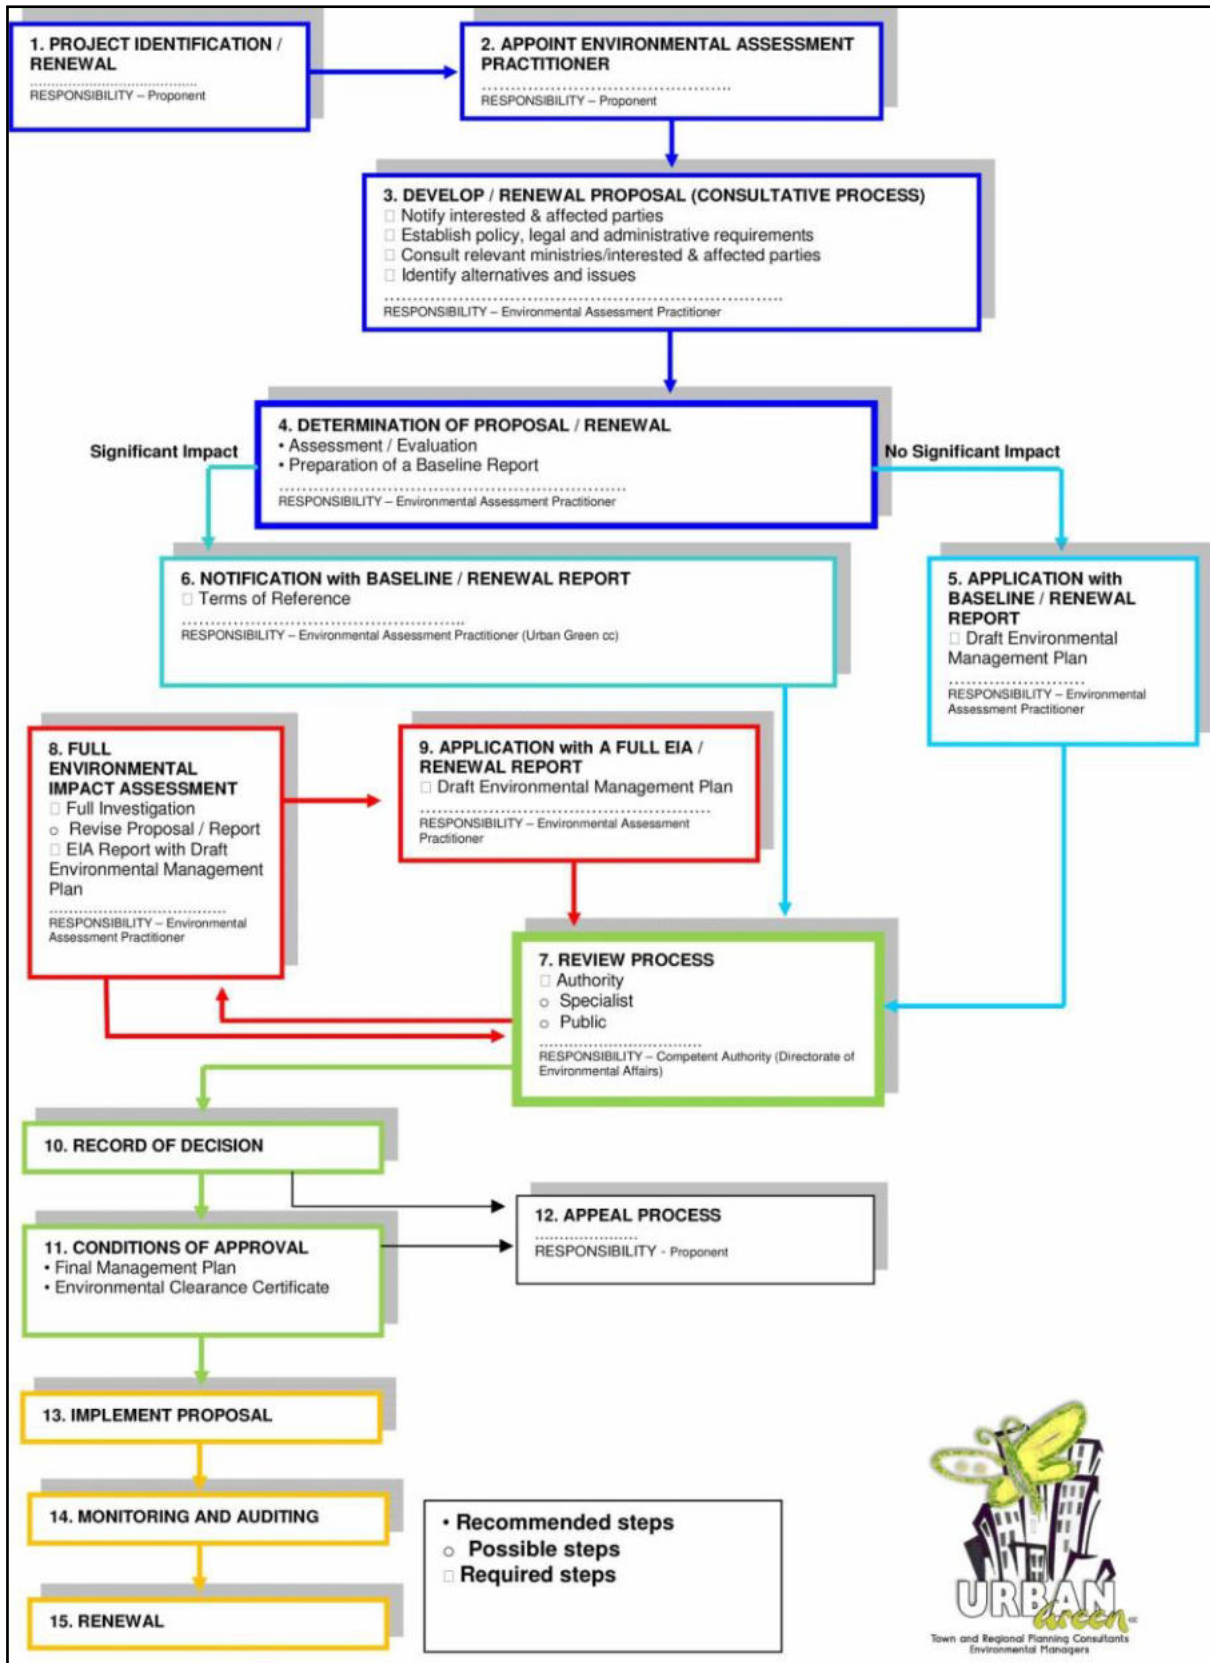 1. PROJECT IDENTIFICATION /
RENEWAL
............................................
RESPONSIBILITY – Proponent
2. APPOINT ENVIRONMENTAL ASSESSMENT
PRACTITIONER
............................................
RESPONSIBILITY – Proponent
3. DEVELOP / RENEWAL PROPOSAL (CONSULTATIVE PROCESS)
□ Notify interested & affected parties
□ Establish policy, legal and administrative requirements
□ Consult relevant ministries/interested & affected parties
□ Identify alternatives and issues
............................................
RESPONSIBILITY – Environmental Assessment Practitioner
4. DETERMINATION OF PROPOSAL / RENEWAL
• Assessment / Evaluation
• Preparation of a Baseline Report
............................................
RESPONSIBILITY – Environmental Assessment Practitioner
Significant Impact
No Significant Impact
6. NOTIFICATION with BASELINE / RENEWAL REPORT
□ Terms of Reference
............................................
RESPONSIBILITY – Environmental Assessment Practitioner (Urban Green cc)
5. APPLICATION with
BASELINE / RENEWAL
REPORT
□ Draft Environmental
Management Plan
........................
RESPONSIBILITY – Environmental
Assessment Practitioner
8. FULL
ENVIRONMENTAL
IMPACT ASSESSMENT
□ Full Investigation
o Revise Proposal / Report
□ EIA Report with Draft
Environmental Management
Plan
................................
RESPONSIBILITY – Environmental
Assessment Practitioner
9. APPLICATION with A FULL EIA /
RENEWAL REPORT
□ Draft Environmental Management Plan
............................................
RESPONSIBILITY – Environmental Assessment
Practitioner
7. REVIEW PROCESS
□ Authority
o Specialist
o Public
................................
RESPONSIBILITY – Competent Authority (Directorate of
Environmental Affairs)
10. RECORD OF DECISION
11. CONDITIONS OF APPROVAL
• Final Management Plan
• Environmental Clearance Certificate
12. APPEAL PROCESS
......................
RESPONSIBILITY - Proponent
13. IMPLEMENT PROPOSAL
14. MONITORING AND AUDITING
15. RENEWAL
• Recommended steps
o Possible steps
□ Required steps
URBAN
Green cc
Town and Regional Planning Consultants
Environmental Managers